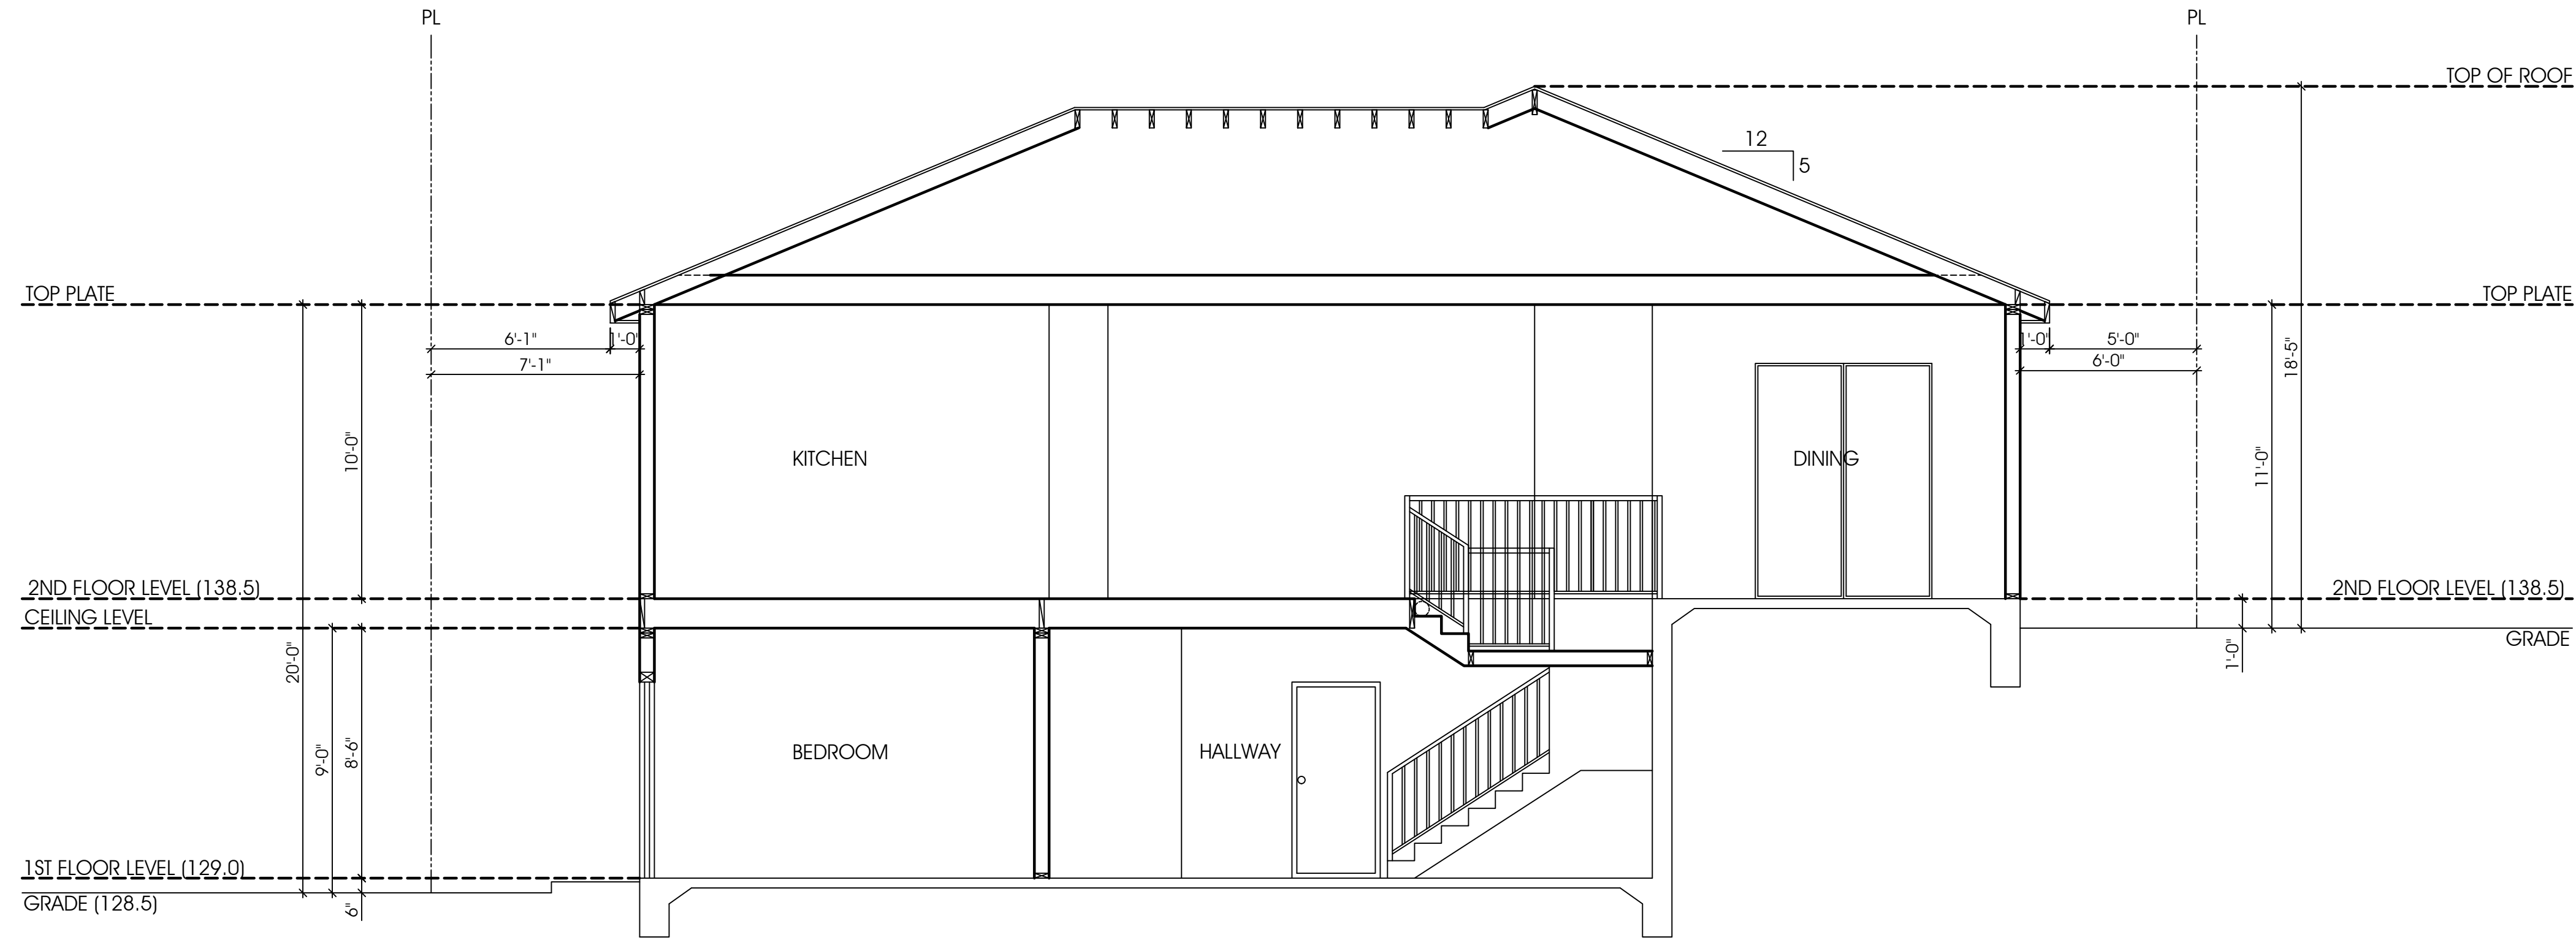 PL
PL
TOP OF ROOF
12
5
TOP PLATE
TOP PLATE
6'-1"
1'-0"
1'-0"
5'-0"
7'-1"
6'-0"
18'-5"
10'-0"
KITCHEN
DINING
11'-0"
2ND FLOOR LEVEL (138.5)
2ND FLOOR LEVEL (138.5)
CEILING LEVEL
GRADE
20'-0"
1'-0"
9'-0"
8'-6"
BEDROOM
HALLWAY
1ST FLOOR LEVEL (129.0)
GRADE (128.5)
6"